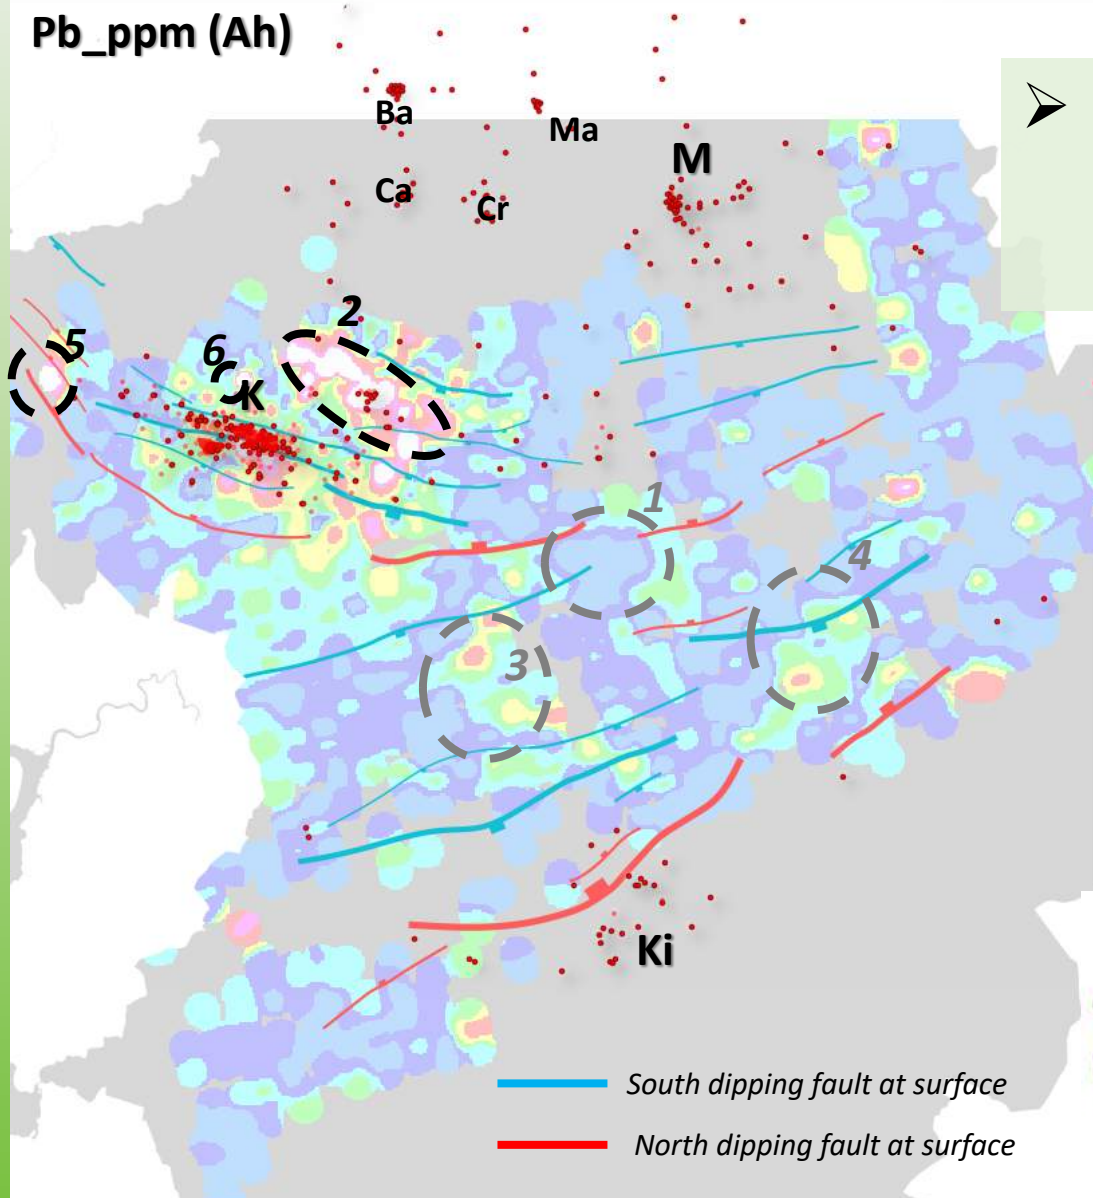 Pb_ppm (Ah)
Ba
Ma
M
Ca
Cr
2
5
6
K
1
4
3
Ki
South dipping fault at surface
North dipping fault at surface